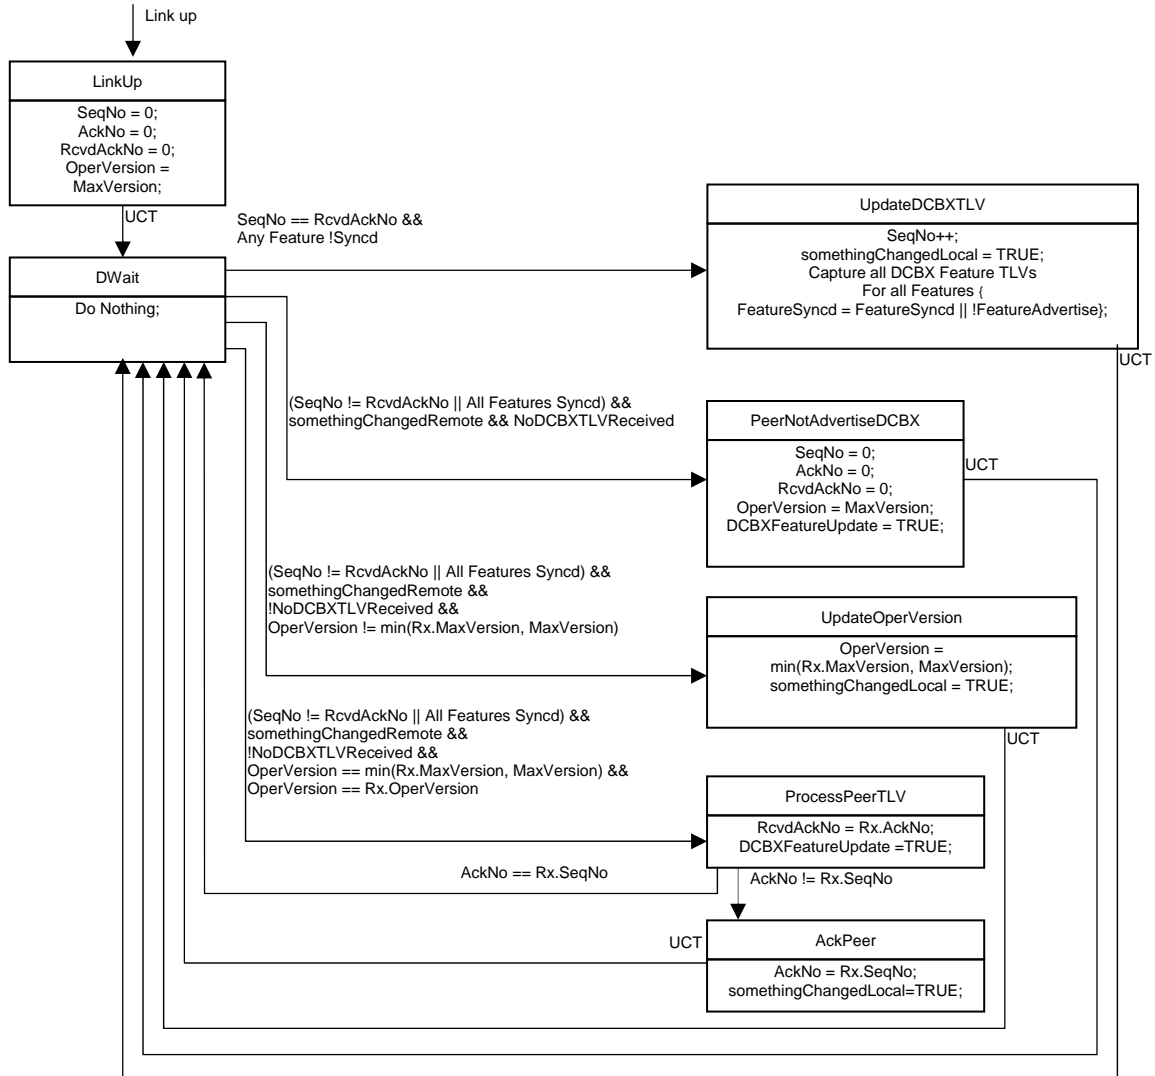 Link up
LinkUp
SeqNo = 0;
AckNo = 0;
RcvdAckNo = 0;
OperVersion =
MaxVersion;
UCT
SeqNo == RcvdAckNo &&
Any Feature !Syncd
UpdateDCBXTLV
SeqNo++;
somethingChangedLocal = TRUE;
Capture all DCBX Feature TLVs
For all Features {
FeatureSyncd = FeatureSyncd || !FeatureAdvertise};
UCT
DWait
Do Nothing;
(SeqNo != RcvdAckNo || All Features Syncd) &&
somethingChangedRemote && NoDCBXTLVReceived
PeerNotAdvertiseDCBX
SeqNo = 0;
AckNo = 0;
RcvdAckNo = 0;
OperVersion = MaxVersion;
DCBXFeatureUpdate = TRUE;
UCT
(SeqNo != RcvdAckNo || All Features Syncd) &&
somethingChangedRemote &&
!NoDCBXTLVReceived &&
OperVersion != min(Rx.MaxVersion, MaxVersion)
UpdateOperVersion
OperVersion =
min(Rx.MaxVersion, MaxVersion);
somethingChangedLocal = TRUE;
UCT
(SeqNo != RcvdAckNo || All Features Syncd) &&
somethingChangedRemote &&
!NoDCBXTLVReceived &&
OperVersion == min(Rx.MaxVersion, MaxVersion) &&
OperVersion == Rx.OperVersion
ProcessPeerTLV
RcvdAckNo = Rx.AckNo;
DCBXFeatureUpdate =TRUE;
AckNo == Rx.SeqNo
AckNo != Rx.SeqNo
UCT
AckPeer
AckNo = Rx.SeqNo;
somethingChangedLocal=TRUE;